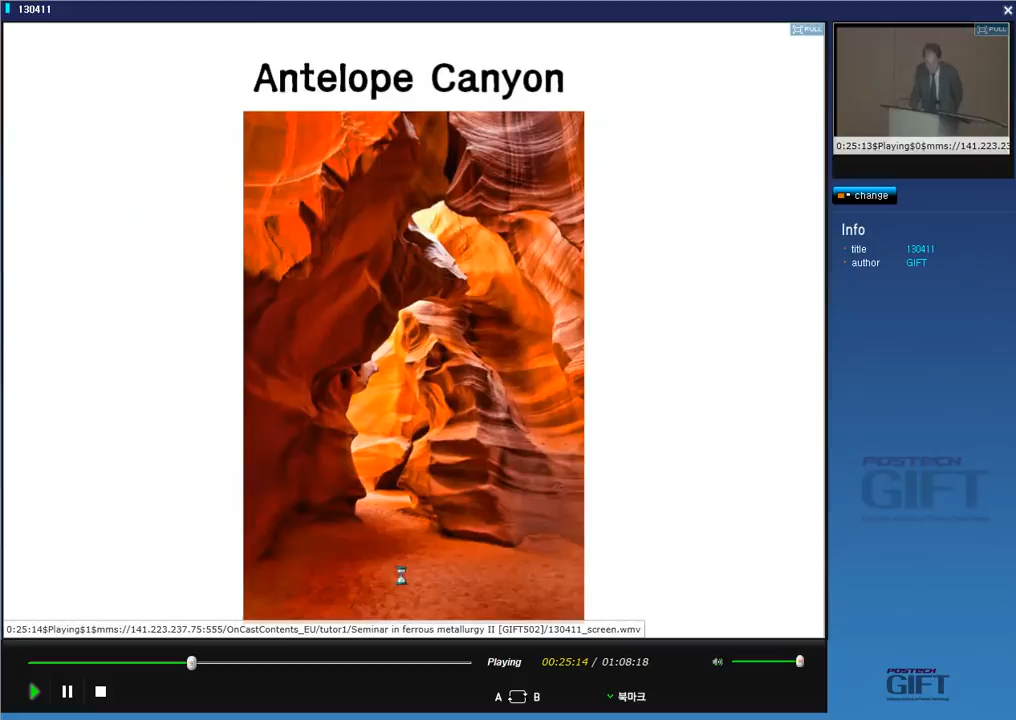 130411
FULL
FULL
Antelope Canyon
0:25:13$Playing$0$mms://141.223.23
change
Info
title 130411
author GIFT
POSTECH
GIFT
0:25:14$Playing$1$mms://141.223.237.75:555/OnCastContents_EU/tutor1/Seminar in ferrous metallurgy II [GIFT502]/130411_screen.wmv
Playing 00:25:14 / 01:08:18
A B 북마크
POSTECH
GIFT